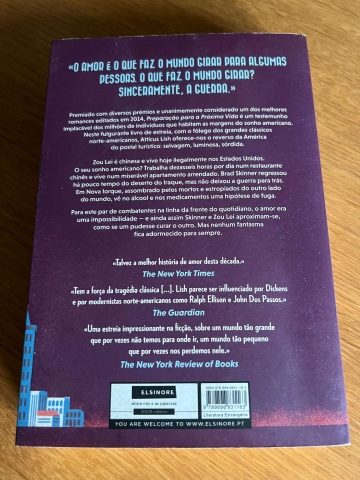 «O AMOR É O QUE FAZ O MUNDO GIRAR PARA ALGUMAS
PESSOAS. O QUE FAZ O MUNDO GIRAR?
SINCERAMENTE, A GUERRA.»
Premiado com diversos prémios e unanimemente considerado um dos melhores
romances editados em 2014, Preparação para a Próxima Vida é um testemunho
implacável dos milhões de indivíduos que habitam as margens do sonho americano.
Neste fulgurante livro de estreia, com o fôlego dos grandes clássicos
norte-americanos, Atticus Lish oferece-nos o reverso da América
do postal turístico: selvagem, luminosa, sórdida.
Zou Lei é chinesa e vive hoje ilegalmente nos Estados Unidos.
O seu sonho americano? Trabalha dezasseis horas por dia num restaurante
chinês e vive num miserável apartamento arrendado. Brad Skinner regressou
há pouco tempo do deserto do Iraque, mas não deixou a guerra para trás.
Em Nova Iorque, assombrado pelos mortos e estropiados do outro lado
do mundo, vê no álcool e nos medicamentos uma hipótese de fuga.
Para este par de combatentes na linha da frente do quotidiano, o amor era
uma impossibilidade — e ainda assim Skinner e Zou Lei aproximam-se,
como se um pudesse curar o outro. Mas nenhum fantasma
fica adormecido para sempre.
«Talvez a melhor história de amor desta década.»
The New York Times
«Tem a força da tragédia clássica [...]. Lish parece ser influenciado por Dickens
e por modernistas norte-americanos como Ralph Ellison e John Dos Passos.»
The Guardian
«Uma estreia impressionante na ficção, sobre um mundo tão grande
que por vezes não temos para onde ir, um mundo tão pequeno
que por vezes nos perdemos nele.»
The New York Review of Books
ELSINORE
entre nós e as palavras
Literatura Estrangeira
YOU ARE WELCOME TO WWW.ELSINORE.PT